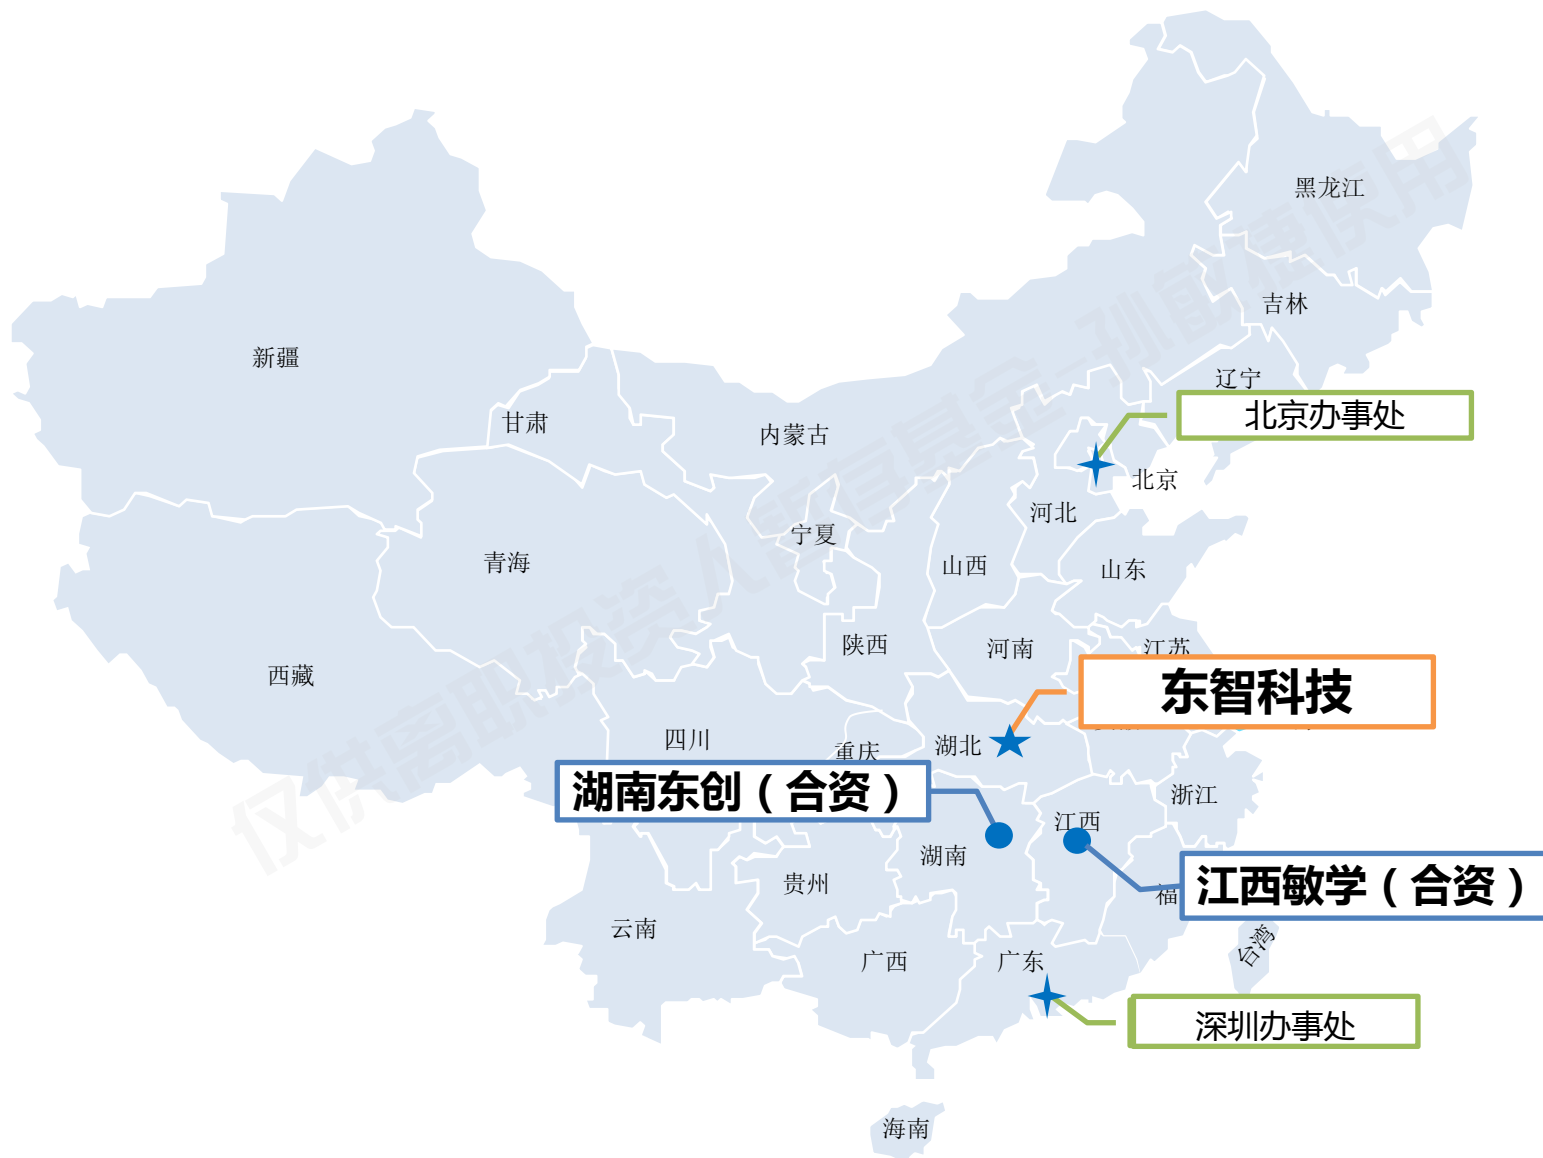 黑龙江
吉林
新疆
辽宁
北京办事处
甘肃
内蒙古
北京
河北
宁夏
青海
山西
山东
陕西
河南
江苏
西藏
东智科技
四川
湖北
重庆
湖南东创（合资）
浙江
江西
湖南
贵州
江西敏学（合资）
福
云南
台湾
广西
广东
深圳办事处
海南